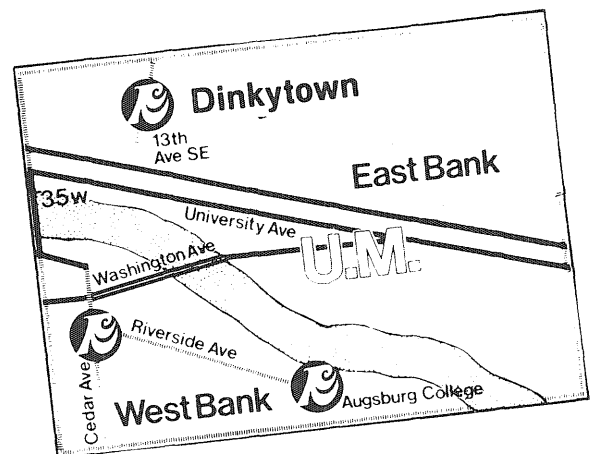 Dinkytown
13th
Ave SE
East Bank
35w
University Ave
U.M.
Washington Ave
Riverside Ave
Cedar Ave
West Bank
Augsburg College